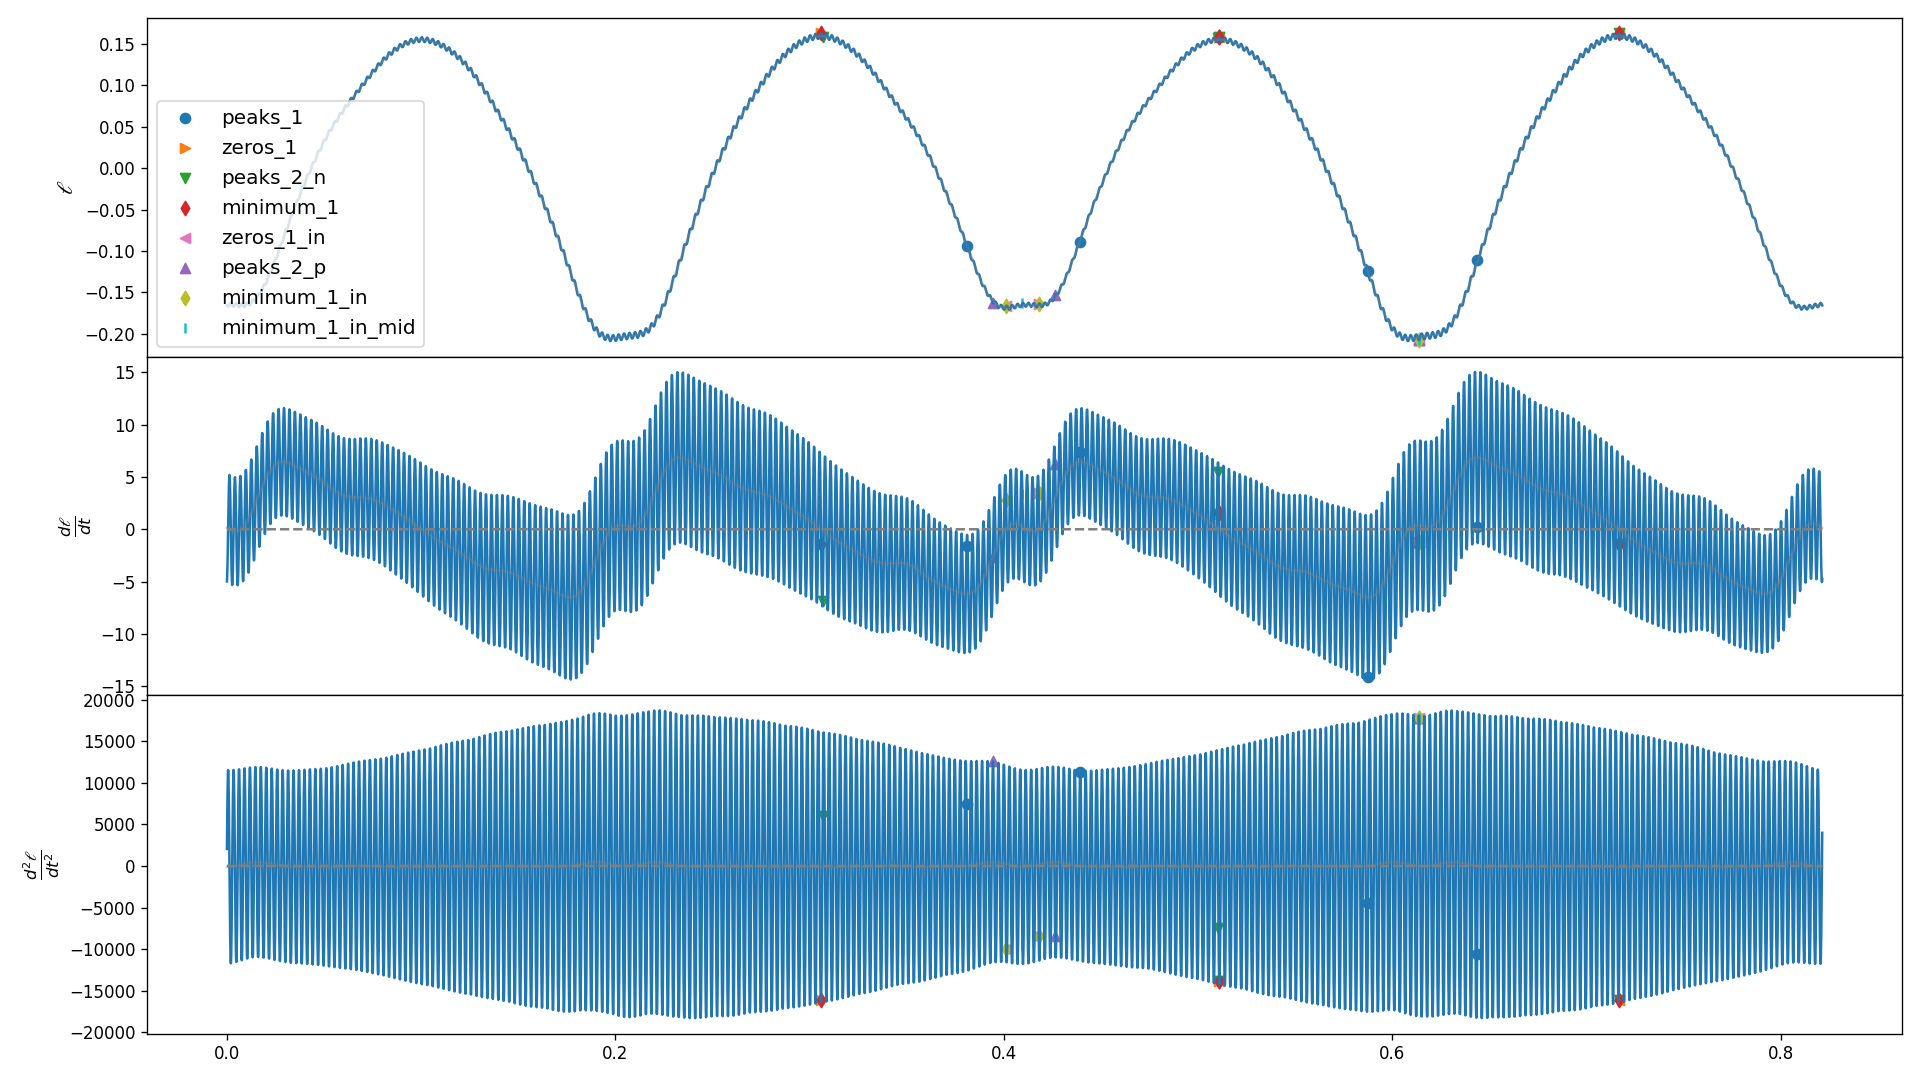 0.15
0.10
0.05
0.00
−0.05
−0.10
−0.15
−0.20
ℓ
peaks_1
zeros_1
peaks_2_n
minimum_1
zeros_1_in
peaks_2_p
minimum_1_in
minimum_1_in_mid
15
10
5
0
−5
−10
−15
dℓ
dt
20000
15000
10000
5000
0
−5000
−10000
−15000
−20000
d²ℓ
dt²
0.0 0.2 0.4 0.6 0.8